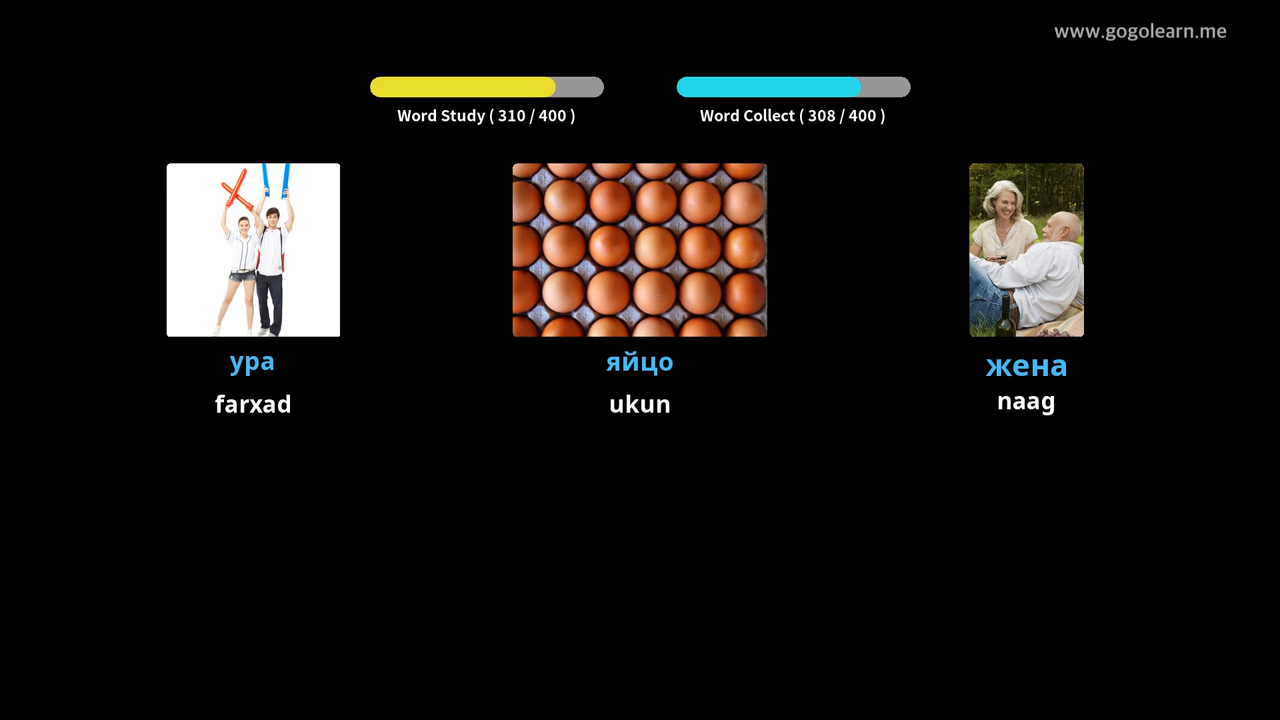 www.gogolearn.me
Word Study ( 310 / 400 )
Word Collect ( 308 / 400 )
ура
яйцо
жена
farxad
ukun
naag